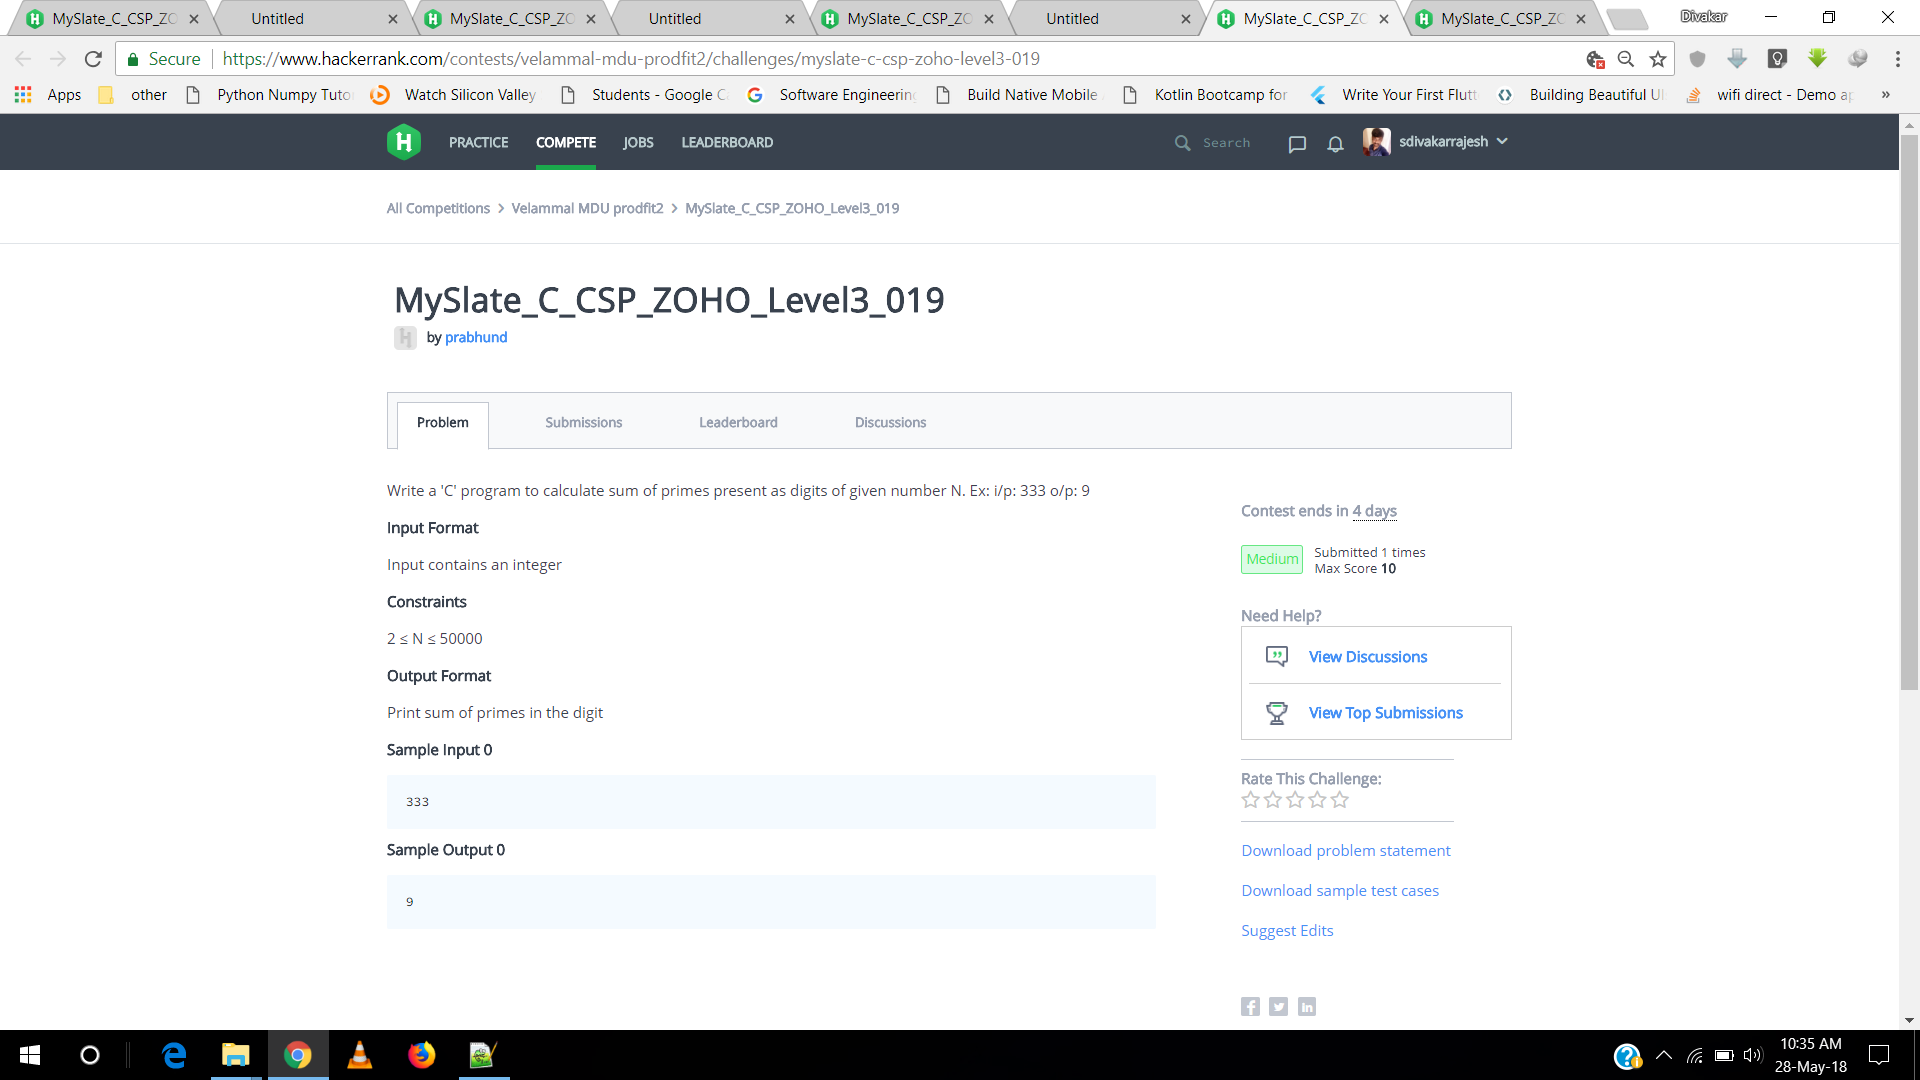 MySlate_C_CSP_ZO
Untitled
MySlate_C_CSP_ZO
Untitled
MySlate_C_CSP_ZO
Untitled
MySlate_C_CSP_ZO
MySlate_C_CSP_ZO
Divakar
Secure
https://www.hackerrank.com/contests/velammal-mdu-prodfit2/challenges/myslate-c-csp-zoho-level3-019
Apps
other
Python Numpy Tuto
Watch Silicon Valley
Students - Google C
Software Engineering
Build Native Mobile
Kotlin Bootcamp for
Write Your First Flutt
Building Beautiful UI
wifi direct - Demo ap
»
PRACTICE
COMPETE
JOBS
LEADERBOARD
Search
sdivakarrajesh
All Competitions > Velammal MDU prodfit2 > MySlate_C_CSP_ZOHO_Level3_019
MySlate_C_CSP_ZOHO_Level3_019
by prabhund
Problem
Submissions
Leaderboard
Discussions
Write a 'C' program to calculate sum of primes present as digits of given number N. Ex: i/p: 333 o/p: 9
Input Format
Input contains an integer
Constraints
2 ≤ N ≤ 50000
Output Format
Print sum of primes in the digit
Sample Input 0
333
Sample Output 0
9
Contest ends in 4 days
Medium
Submitted 1 times
Max Score 10
Need Help?
View Discussions
View Top Submissions
Rate This Challenge:
Download problem statement
Download sample test cases
Suggest Edits
10:35 AM
28-May-18